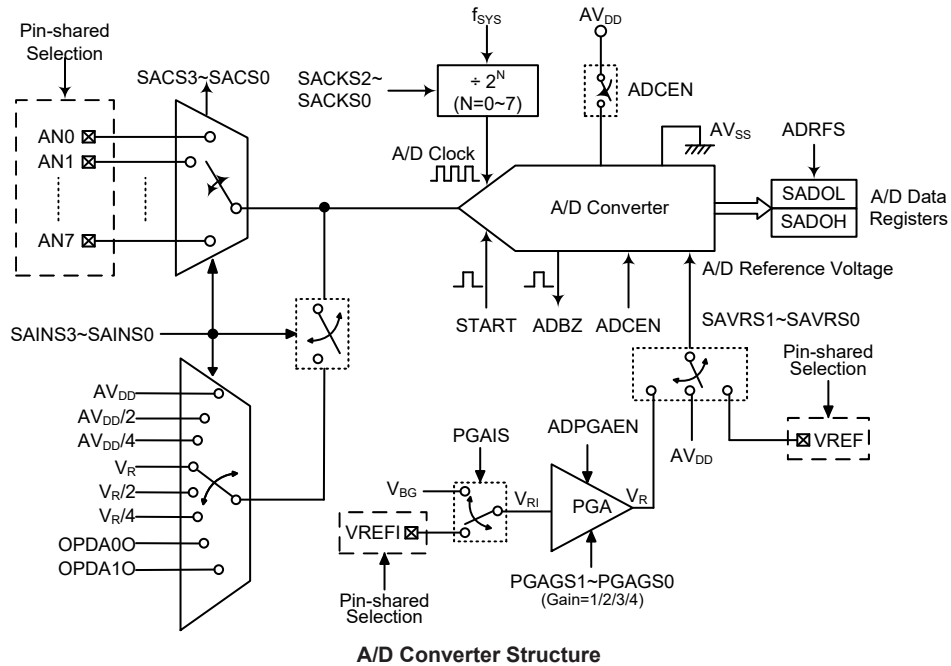 Pin-shared
Selection
AN0
AN1
AN7
SACS3~SACS0
SACKS2~
SACKS0
fSYS
÷ 2^N
(N=0~7)
A/D Clock
AVDD
ADCEN
AVSS
ADRFS
A/D Converter
SADOL
SADOH
A/D Data
Registers
START
ADBZ
ADCEN
A/D Reference Voltage
SAINS3~SAINS0
SAVRS1~SAVRS0
Pin-shared
Selection
VREF
AVDD
AVDD
AVDD/2
AVDD/4
VR
VR/2
VR/4
OPDA0O
OPDA1O
PGAIS
ADPGAEN
VBG
VRI
PGA
VR
VREFI
Pin-shared
Selection
PGAGS1~PGAGS0
(Gain=1/2/3/4)
A/D Converter Structure